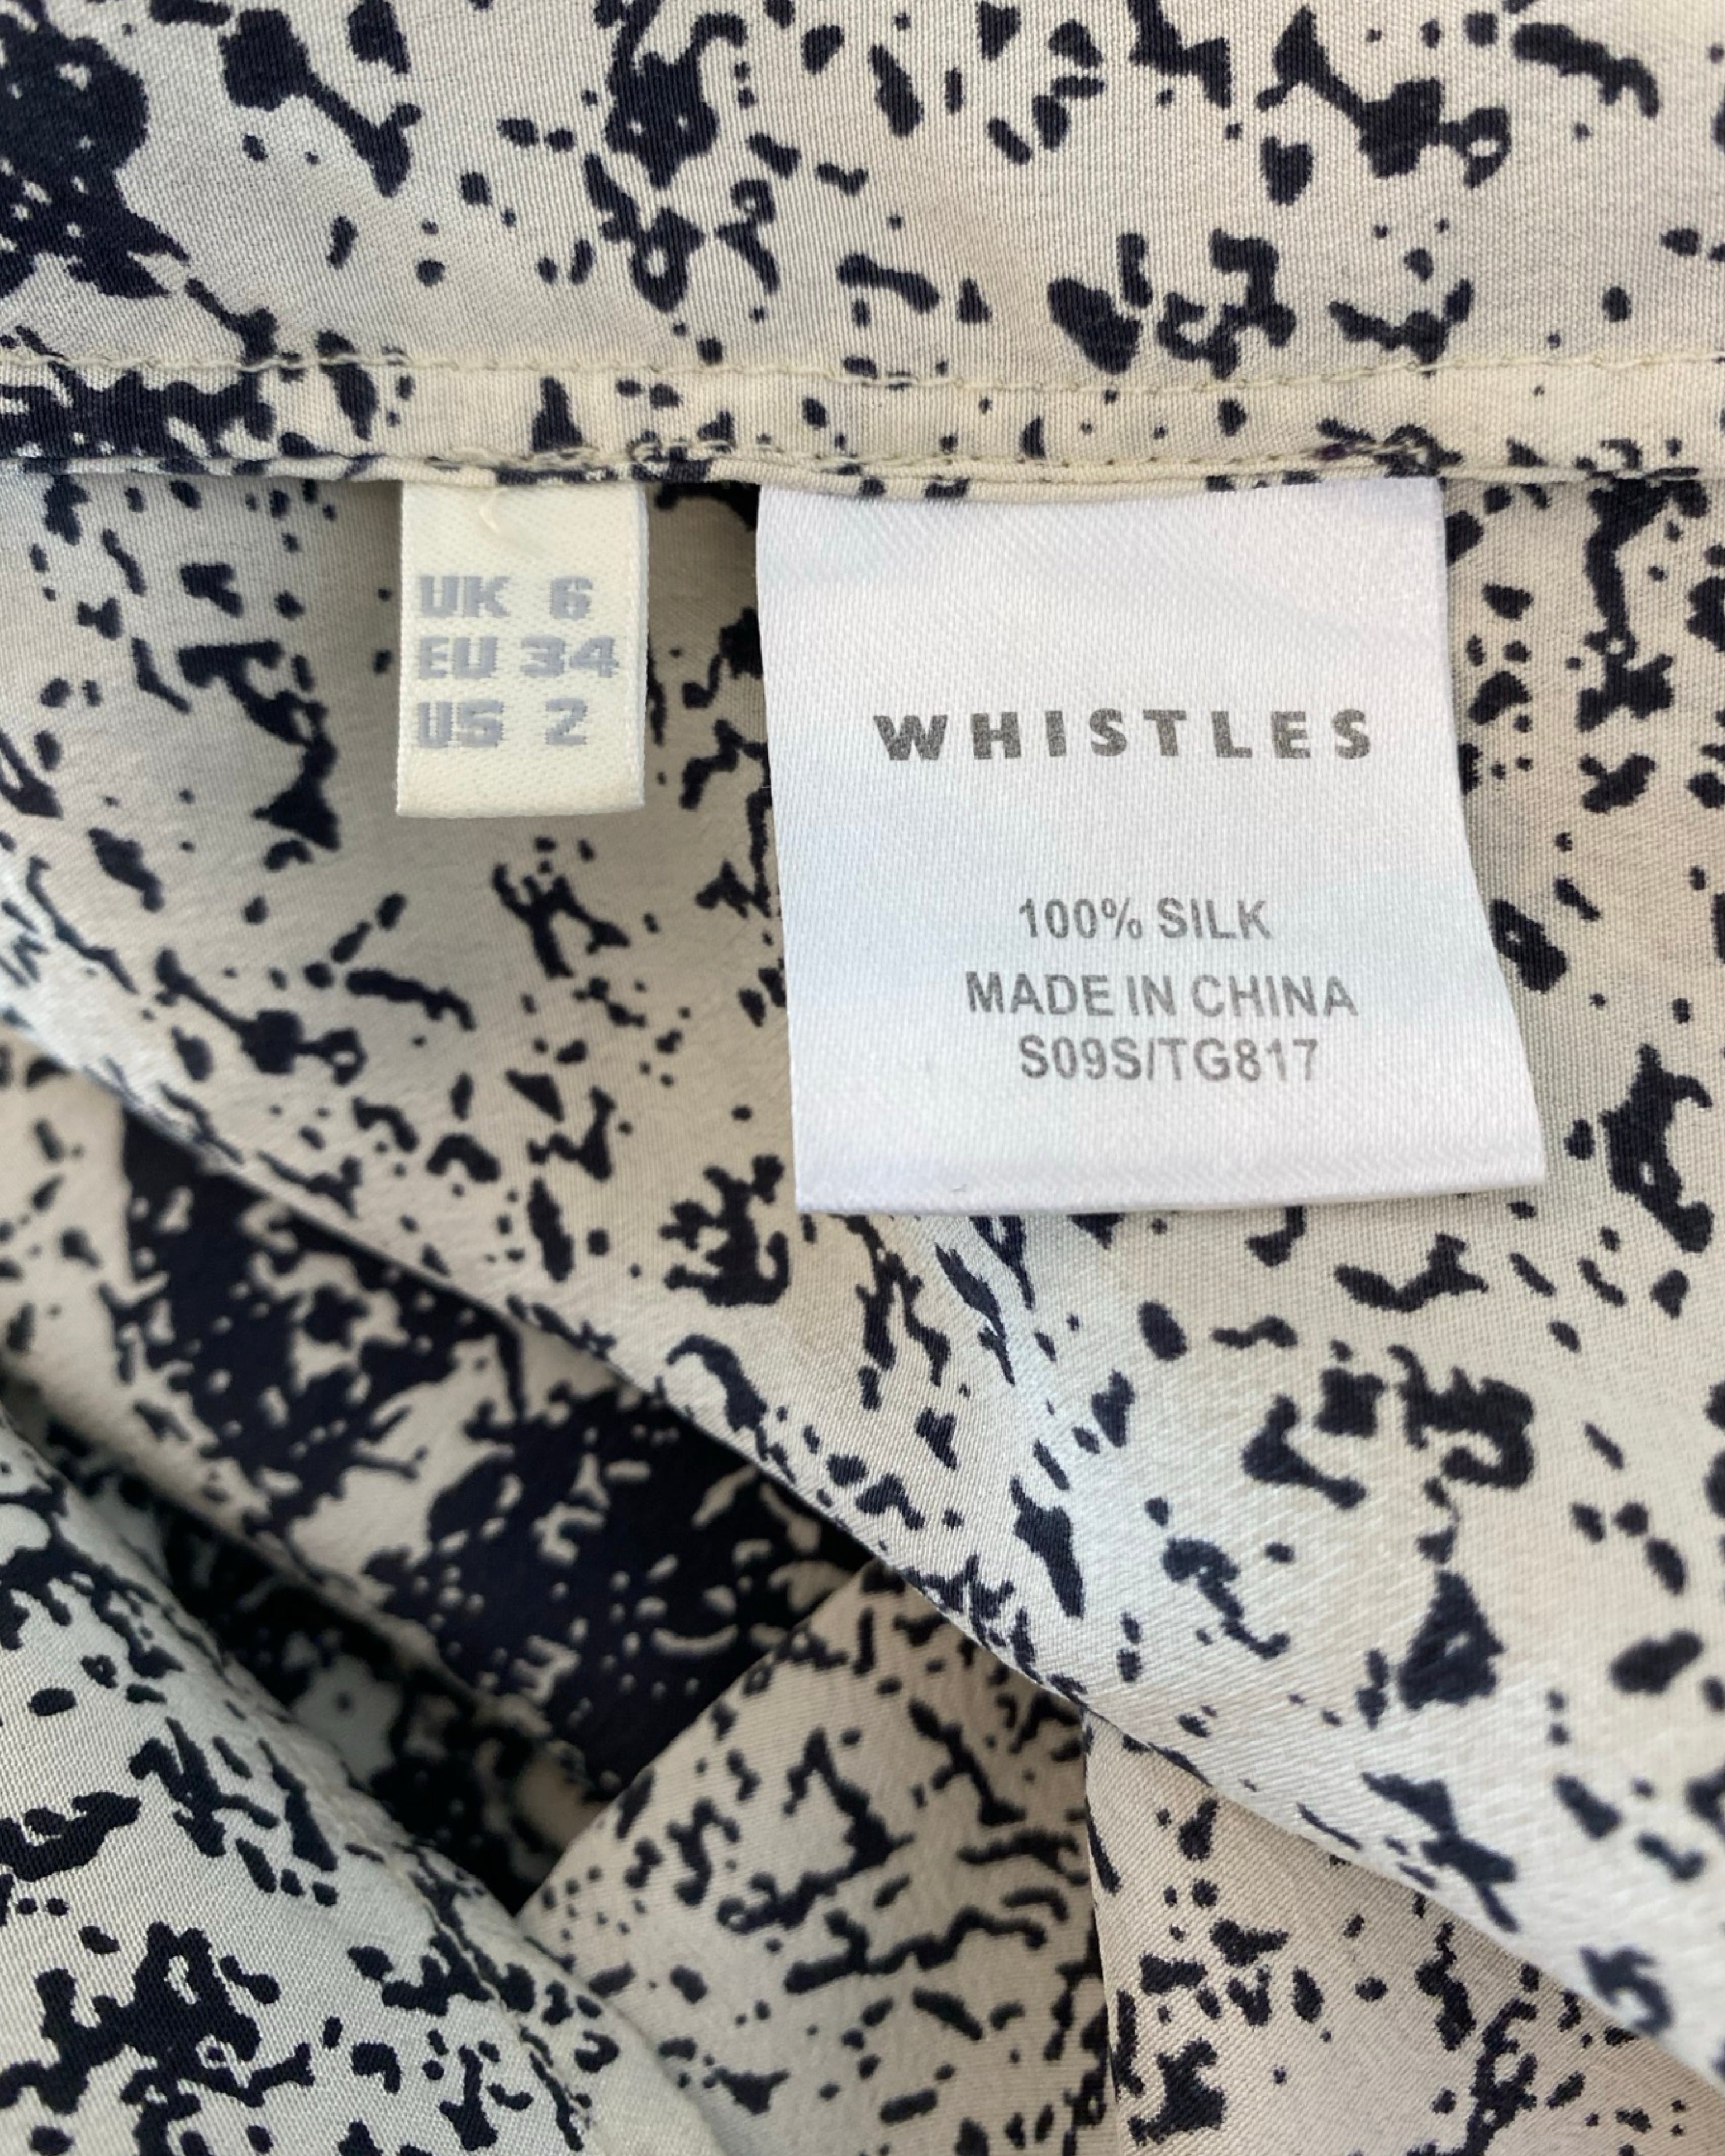 UK 6
EU 34
US 2
WHISTLES
100% SILK
MADE IN CHINA
S09S/TG817